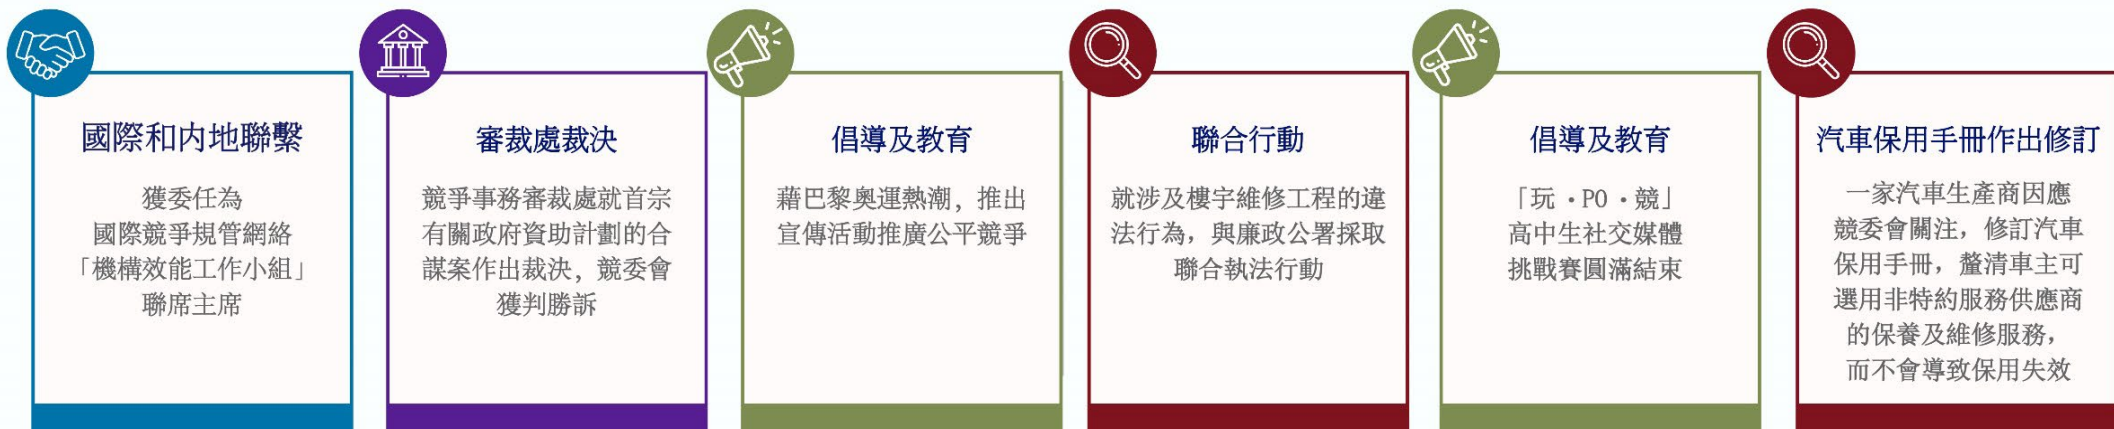 國際和內地聯繫
獲委任為
國際競爭規管網絡
「機構效能工作小組」
聯席主席
審裁處裁決
競爭事務審裁處就首宗
有關政府資助計劃的合
謀案作出裁決，競委會
獲判勝訴
倡導及教育
藉巴黎奧運熱潮，推出
宣傳活動推廣公平競爭
聯合行動
就涉及樓宇維修工程的違
法行為，與廉政公署採取
聯合執法行動
倡導及教育
「玩·PO·競」
高中生社交媒體
挑戰賽圓滿結束
汽車保用手冊作出修訂
一家汽車生產商因應
競委會關注，修訂汽車
保用手冊，釐清車主可
選用非特約服務供應商
的保養及維修服務，
而不會導致保用失效